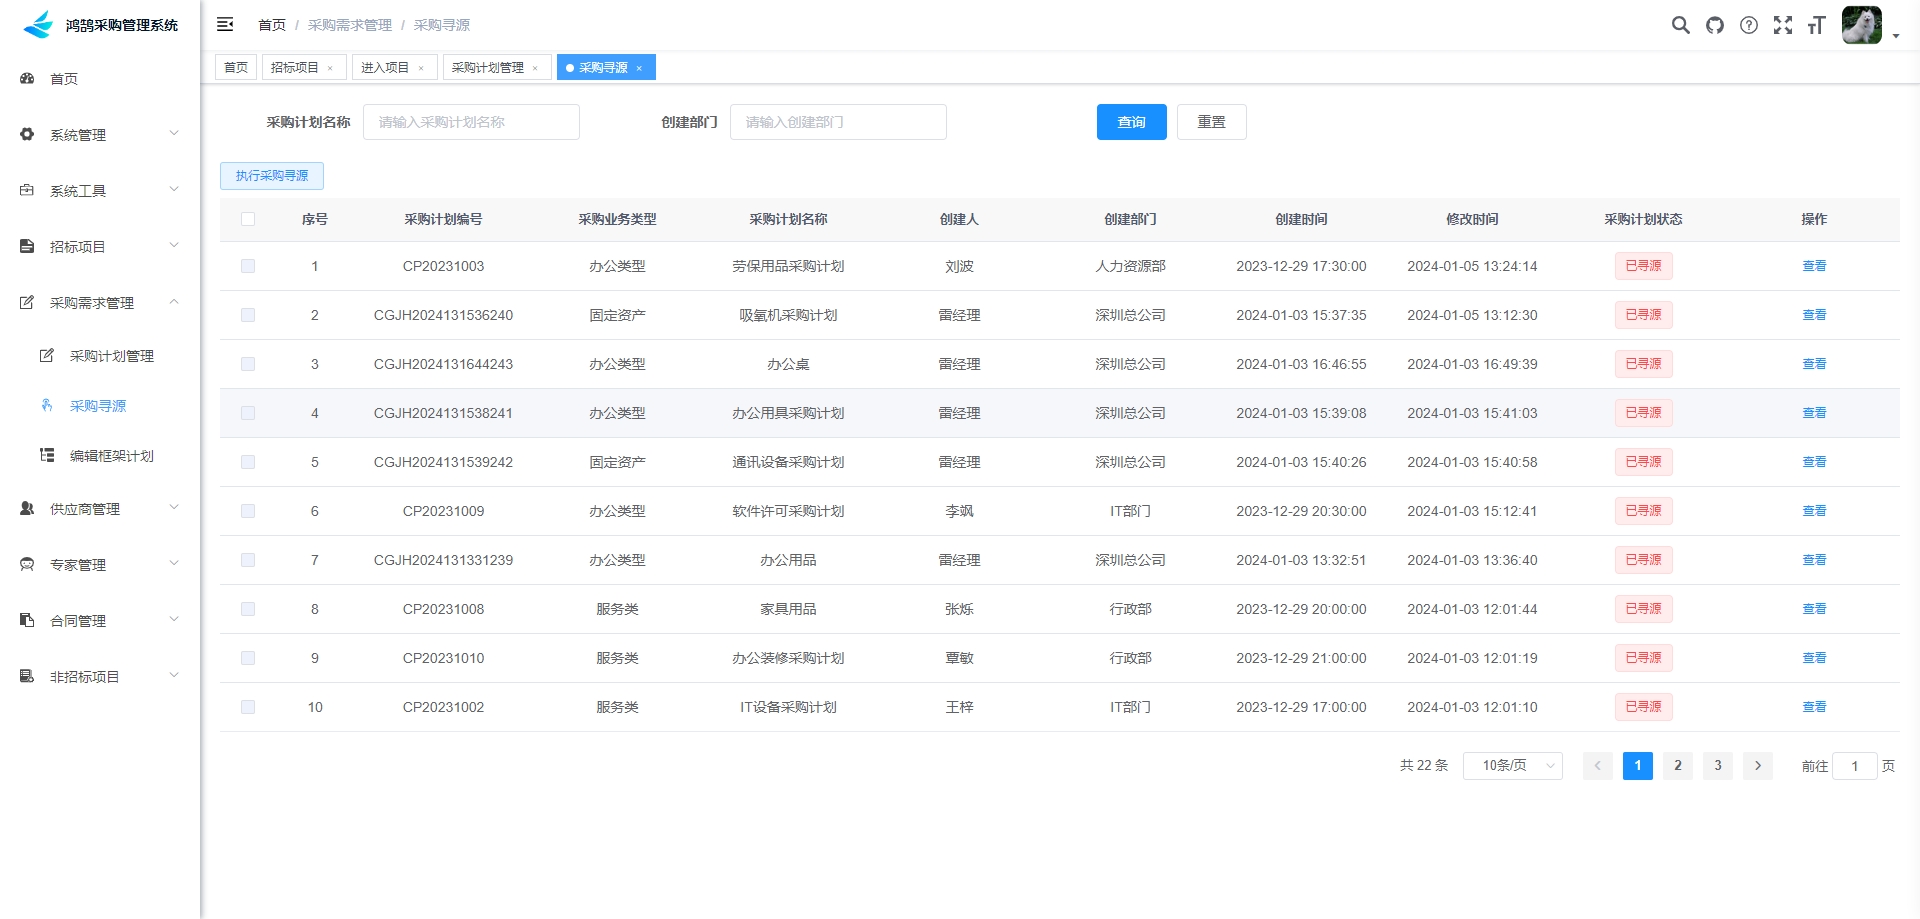 鸿鹄采购管理系统
首页 / 采购需求管理 / 采购寻源
首页
招标项目 ×
进入项目 ×
采购计划管理 ×
采购寻源 ×
首页
系统管理
系统工具
招标项目
采购需求管理
采购计划管理
采购寻源
编辑框架计划
供应商管理
专家管理
合同管理
非招标项目
采购计划名称 请输入采购计划名称 创建部门 请输入创建部门 查询 重置
执行采购寻源
序号 采购计划编号 采购业务类型 采购计划名称 创建人 创建部门 创建时间 修改时间 采购计划状态 操作
1 CP20231003 办公类型 劳保用品采购计划 刘波 人力资源部 2023-12-29 17:30:00 2024-01-05 13:24:14 已寻源 查看
2 CGJH2024131536240 固定资产 吸氧机采购计划 雷经理 深圳总公司 2024-01-03 15:37:35 2024-01-05 13:12:30 已寻源 查看
3 CGJH2024131644243 办公类型 办公桌 雷经理 深圳总公司 2024-01-03 16:46:55 2024-01-03 16:49:39 已寻源 查看
4 CGJH2024131538241 办公类型 办公用具采购计划 雷经理 深圳总公司 2024-01-03 15:39:08 2024-01-03 15:41:03 已寻源 查看
5 CGJH2024131539242 固定资产 通讯设备采购计划 雷经理 深圳总公司 2024-01-03 15:40:26 2024-01-03 15:40:58 已寻源 查看
6 CP20231009 办公类型 软件许可采购计划 李飒 IT部门 2023-12-29 20:30:00 2024-01-03 15:12:41 已寻源 查看
7 CGJH2024131331239 办公类型 办公用品 雷经理 深圳总公司 2024-01-03 13:32:51 2024-01-03 13:36:40 已寻源 查看
8 CP20231008 服务类 家具用品 张烁 行政部 2023-12-29 20:00:00 2024-01-03 12:01:44 已寻源 查看
9 CP20231010 服务类 办公装修采购计划 覃敏 行政部 2023-12-29 21:00:00 2024-01-03 12:01:19 已寻源 查看
10 CP20231002 服务类 IT设备采购计划 王梓 IT部门 2023-12-29 17:00:00 2024-01-03 12:01:10 已寻源 查看
共 22 条 10条/页 < 1 2 3 > 前往 1 页